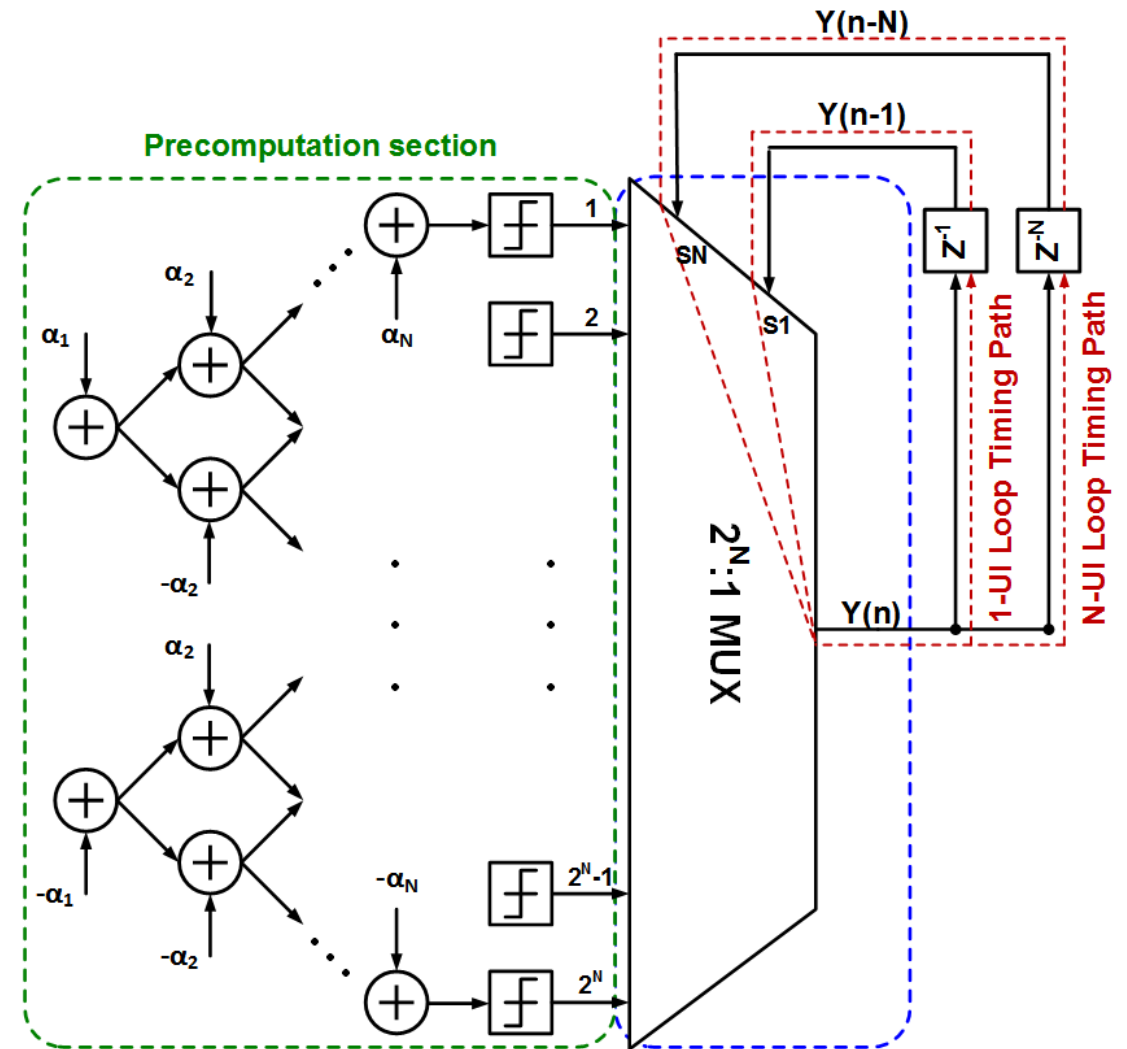 Y(n-N)
Y(n-1)
Precomputation section
1
α2
SN
Z-1
Z-N
α1
αN
2
S1
-α2
2N:1 MUX
Y(n)
1-UI Loop Timing Path
N-UI Loop Timing Path
α2
-α1
-αN
2N-1
-α2
2N